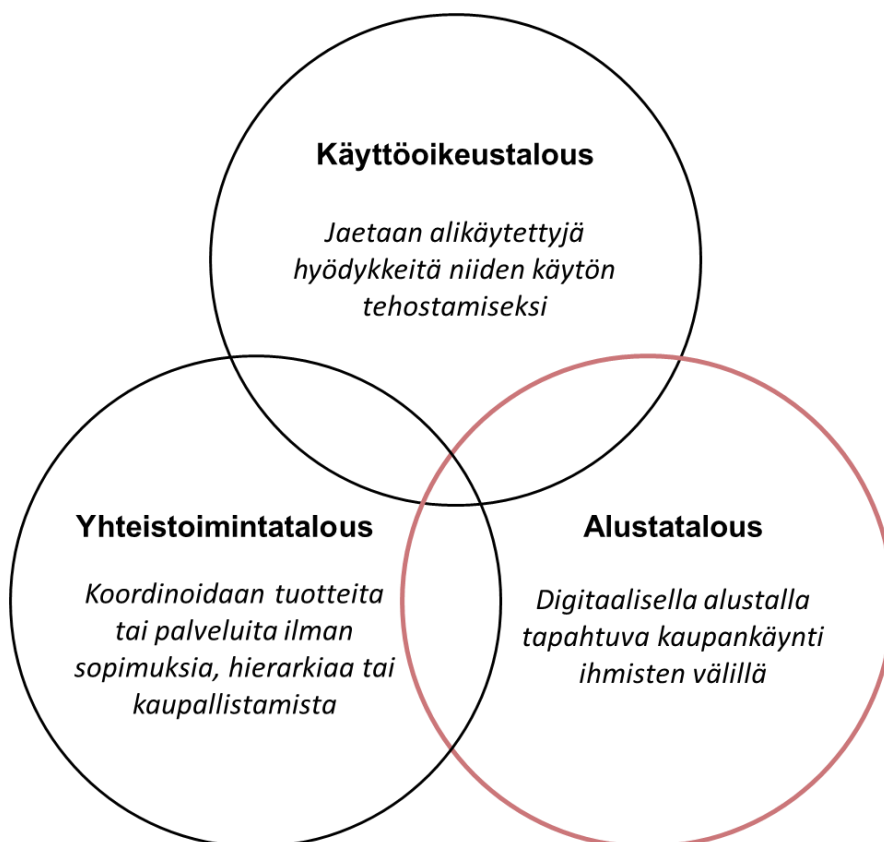 Käyttöoikeustalous
Jaetaan alikäytettyjä
hyödykkeitä niiden käytön
tehostamiseksi
Yhteistoimintatalous
Koordinoidaan tuotteita
tai palveluita ilman
sopimuksia, hierarkiaa tai
kaupallistamista
Alustatalous
Digitaalisella alustalla
tapahtuva kaupankäynti
ihmisten välillä